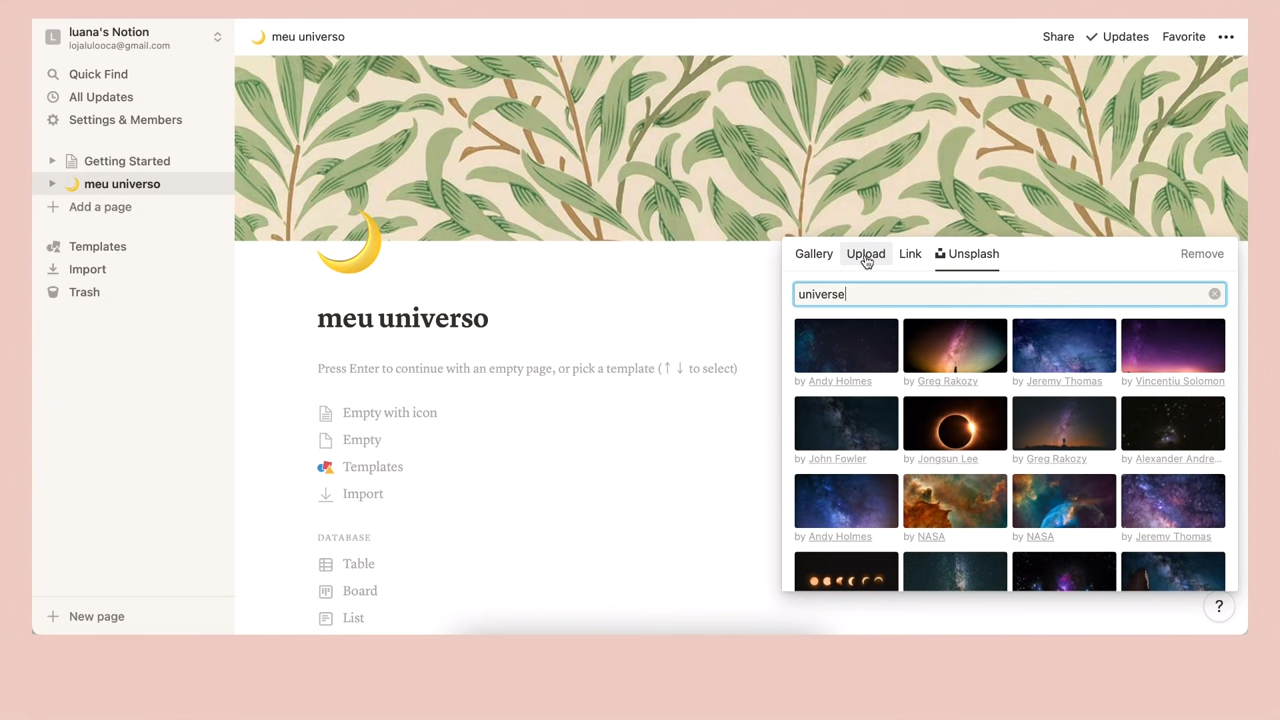 L
luana's Notion
lojalulooca@gmail.com
Quick Find
All Updates
Settings & Members
Getting Started
meu universo
Add a page
Templates
Import
Trash
New page
meu universo
Share
Updates
Favorite
meu universo
Press Enter to continue with an empty page, or pick a template (↑ ↓ to select)
Empty with icon
Empty
Templates
Import
DATABASE
Table
Board
List
Gallery
Upload
Link
Unsplash
Remove
universe
by Andy Holmes
by Greg Rakozy
by Jeremy Thomas
by Vincentiu Solomon
by John Fowler
by Jongsun Lee
by Greg Rakozy
by Alexander Andre...
by Andy Holmes
by NASA
by NASA
by Jeremy Thomas
?